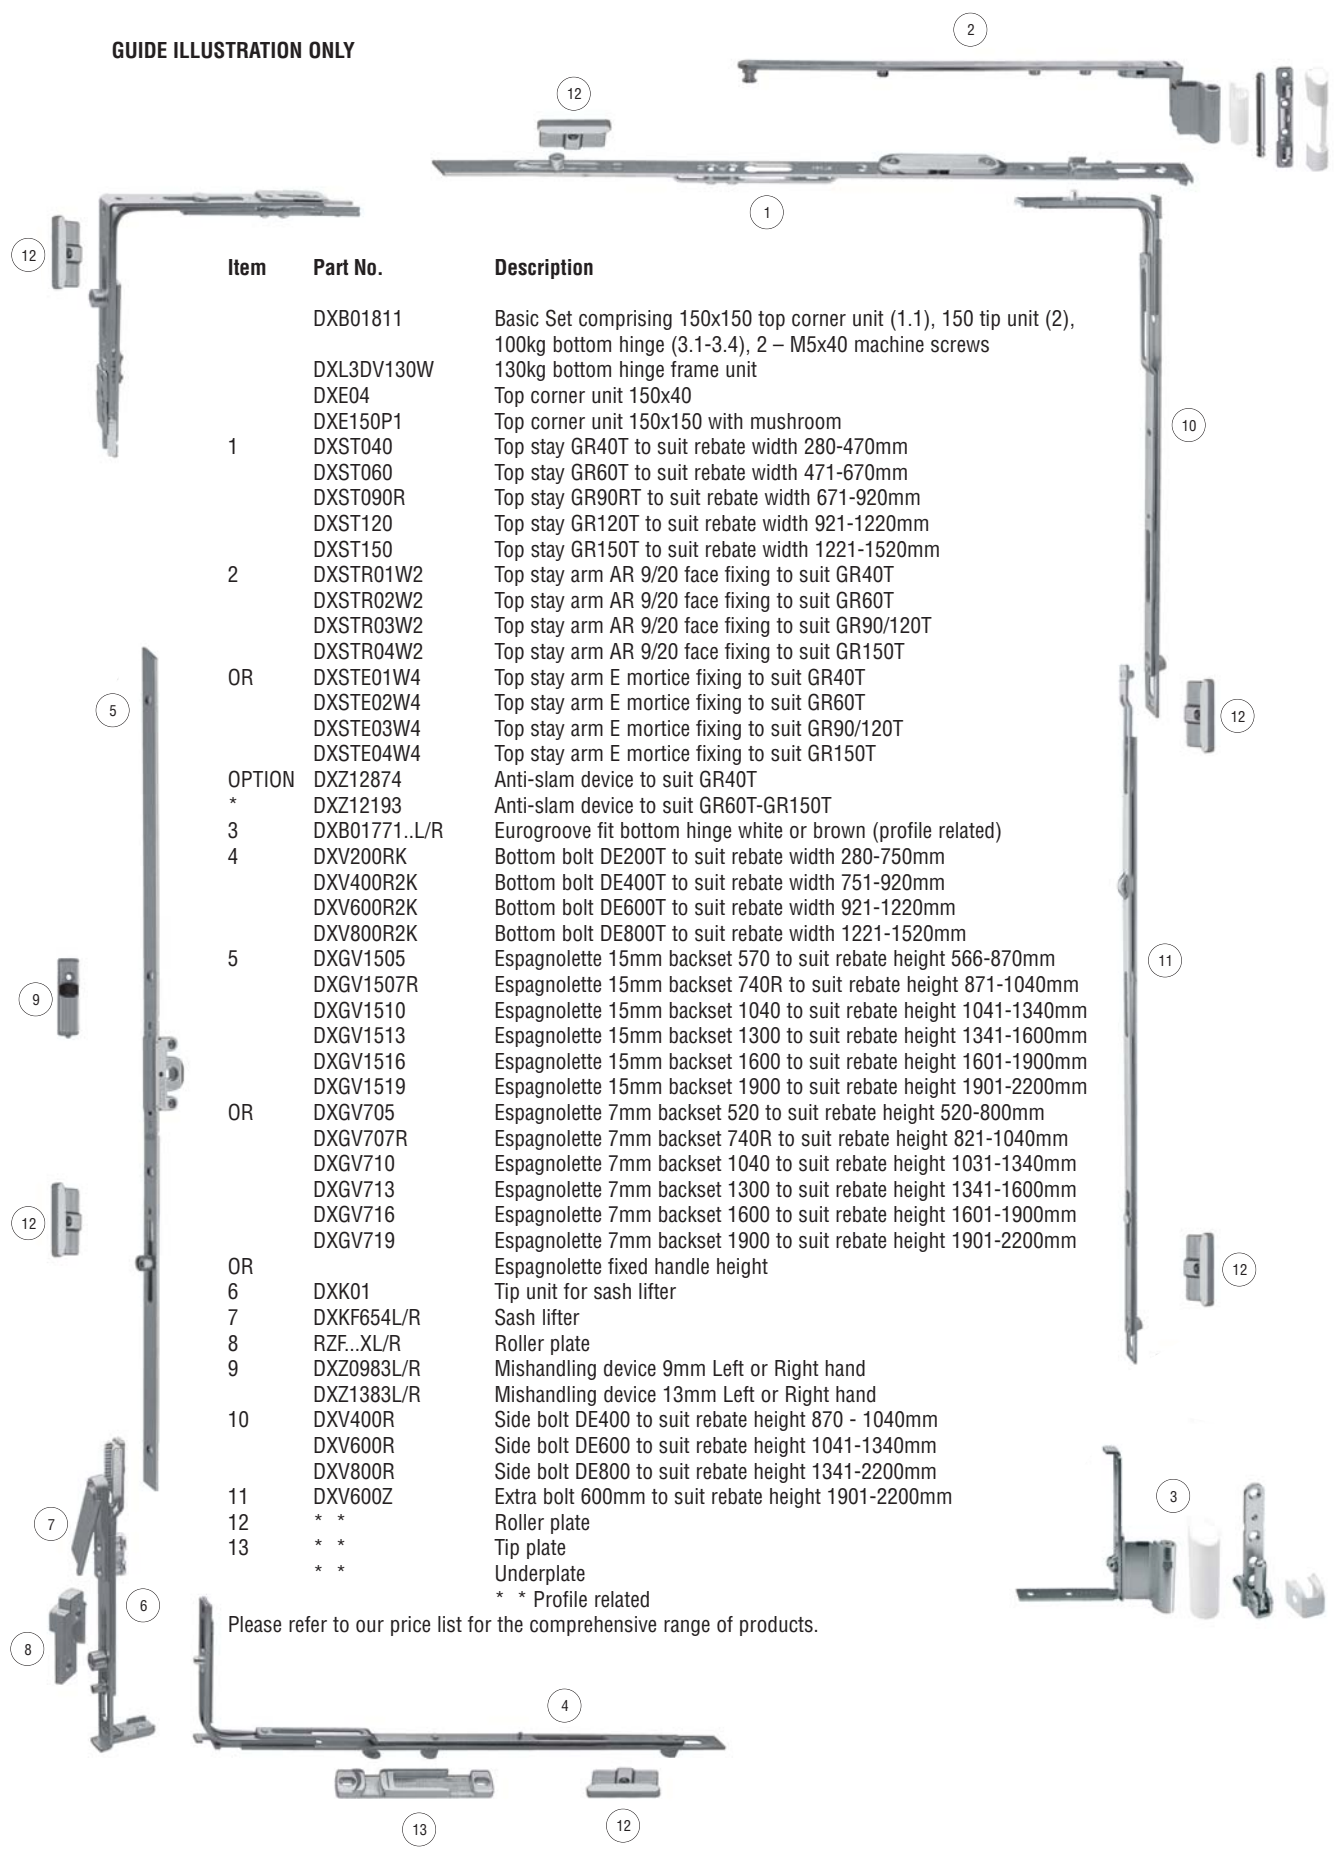 GUIDE ILLUSTRATION ONLY
2
12
1
12
Item Part No. Description
DXB01811 Basic Set comprising 150x150 top corner unit (1.1), 150 tip unit (2),
100kg bottom hinge (3.1-3.4), 2 – M5x40 machine screws
DXL3DV130W 130kg bottom hinge frame unit
DXE04 Top corner unit 150x40
DXE150P1 Top corner unit 150x150 with mushroom
1 DXST040 Top stay GR40T to suit rebate width 280-470mm
DXST060 Top stay GR60T to suit rebate width 471-670mm
DXST090R Top stay GR90RT to suit rebate width 671-920mm
DXST120 Top stay GR120T to suit rebate width 921-1220mm
DXST150 Top stay GR150T to suit rebate width 1221-1520mm
2 DXSTR01W2 Top stay arm AR 9/20 face fixing to suit GR40T
DXSTR02W2 Top stay arm AR 9/20 face fixing to suit GR60T
DXSTR03W2 Top stay arm AR 9/20 face fixing to suit GR90/120T
DXSTR04W2 Top stay arm AR 9/20 face fixing to suit GR150T
OR DXSTE01W4 Top stay arm E mortice fixing to suit GR40T
DXSTE02W4 Top stay arm E mortice fixing to suit GR60T
DXSTE03W4 Top stay arm E mortice fixing to suit GR90/120T
DXSTE04W4 Top stay arm E mortice fixing to suit GR150T
OPTION DXZ12874 Anti-slam device to suit GR40T
* DXZ12193 Anti-slam device to suit GR60T-GR150T
3 DXB01771..L/R Eurogroove fit bottom hinge white or brown (profile related)
4 DXV200RK Bottom bolt DE200T to suit rebate width 280-750mm
DXV400R2K Bottom bolt DE400T to suit rebate width 751-920mm
DXV600R2K Bottom bolt DE600T to suit rebate width 921-1220mm
DXV800R2K Bottom bolt DE800T to suit rebate width 1221-1520mm
5 DXGV1505 Espagnolette 15mm backset 570 to suit rebate height 566-870mm
DXGV1507R Espagnolette 15mm backset 740R to suit rebate height 871-1040mm
DXGV1510 Espagnolette 15mm backset 1040 to suit rebate height 1041-1340mm
DXGV1513 Espagnolette 15mm backset 1300 to suit rebate height 1341-1600mm
DXGV1516 Espagnolette 15mm backset 1600 to suit rebate height 1601-1900mm
DXGV1519 Espagnolette 15mm backset 1900 to suit rebate height 1901-2200mm
OR DXGV705 Espagnolette 7mm backset 520 to suit rebate height 520-800mm
DXGV707R Espagnolette 7mm backset 740R to suit rebate height 821-1040mm
DXGV710 Espagnolette 7mm backset 1040 to suit rebate height 1031-1340mm
DXGV713 Espagnolette 7mm backset 1300 to suit rebate height 1341-1600mm
DXGV716 Espagnolette 7mm backset 1600 to suit rebate height 1601-1900mm
DXGV719 Espagnolette 7mm backset 1900 to suit rebate height 1901-2200mm
OR Espagnolette fixed handle height
6 DXK01 Tip unit for sash lifter
7 DXKF654L/R Sash lifter
8 RZF...XL/R Roller plate
9 DXZ0983L/R Mishandling device 9mm Left or Right hand
DXZ1383L/R Mishandling device 13mm Left or Right hand
10 DXV400R Side bolt DE400 to suit rebate height 870 - 1040mm
DXV600R Side bolt DE600 to suit rebate height 1041-1340mm
DXV800R Side bolt DE800 to suit rebate height 1341-2200mm
11 DXV600Z Extra bolt 600mm to suit rebate height 1901-2200mm
12 * * Roller plate
13 * * Tip plate
* * Underplate
* * Profile related
Please refer to our price list for the comprehensive range of products.
10
5
12
11
9
12
12
3
7
6
8
4
13
12